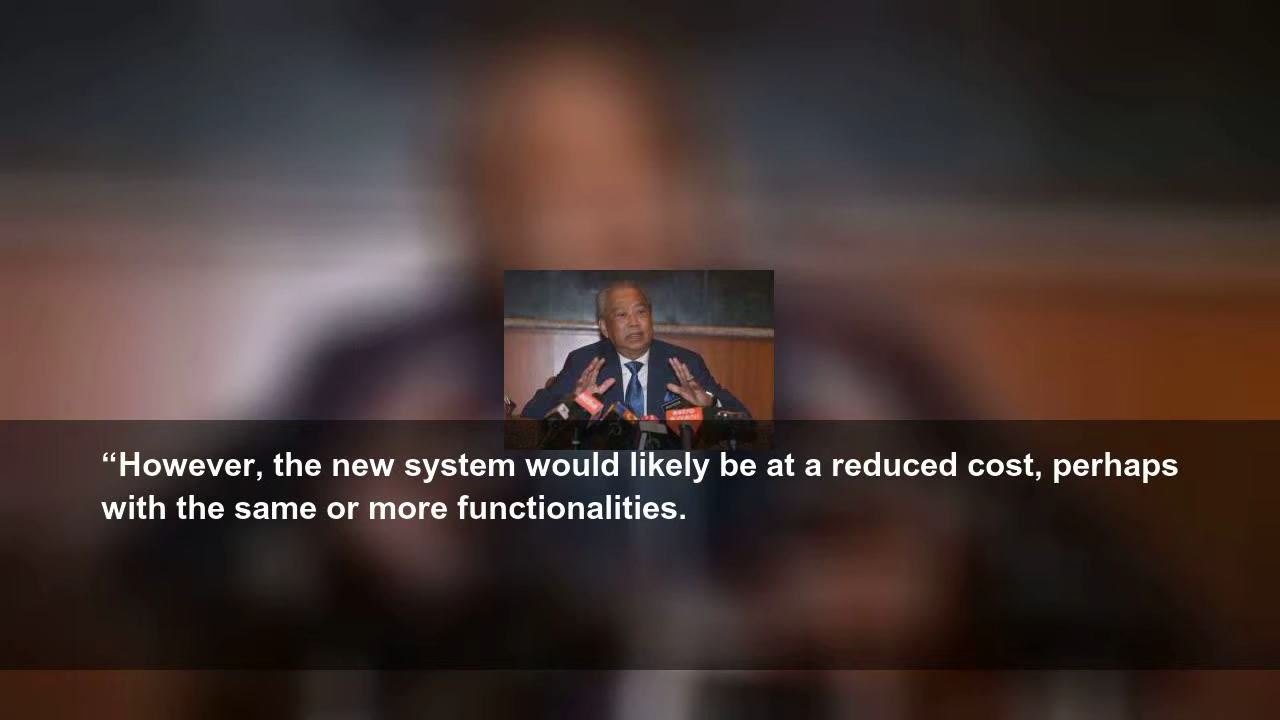 “However, the new system would likely be at a reduced cost, perhaps
with the same or more functionalities.